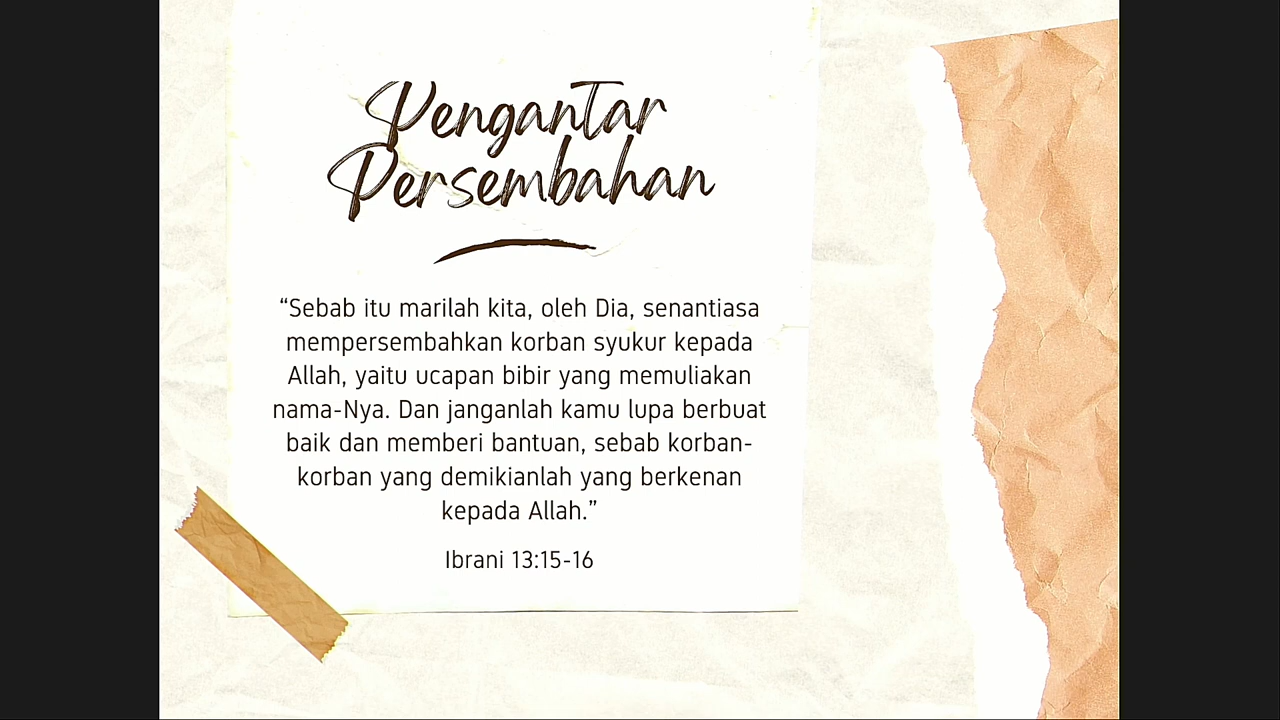 Pengantar
Persembahan
“Sebab itu marilah kita, oleh Dia, senantiasa
mempersembahkan korban syukur kepada
Allah, yaitu ucapan bibir yang memuliakan
nama-Nya. Dan janganlah kamu lupa berbuat
baik dan memberi bantuan, sebab korban-
korban yang demikianlah yang berkenan
kepada Allah.”
Ibrani 13:15-16